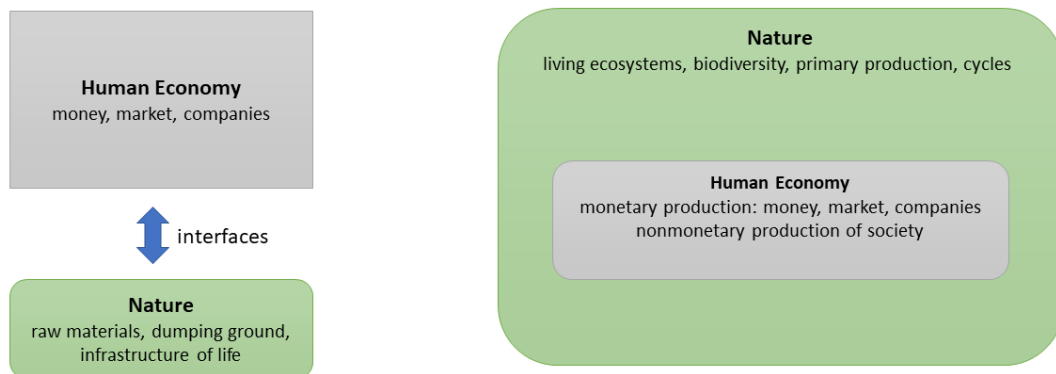 Human Economy
money, market, companies
interfaces
Nature
raw materials, dumping ground,
infrastructure of life
Nature
living ecosystems, biodiversity, primary production, cycles
Human Economy
monetary production: money, market, companies
nonmonetary production of society